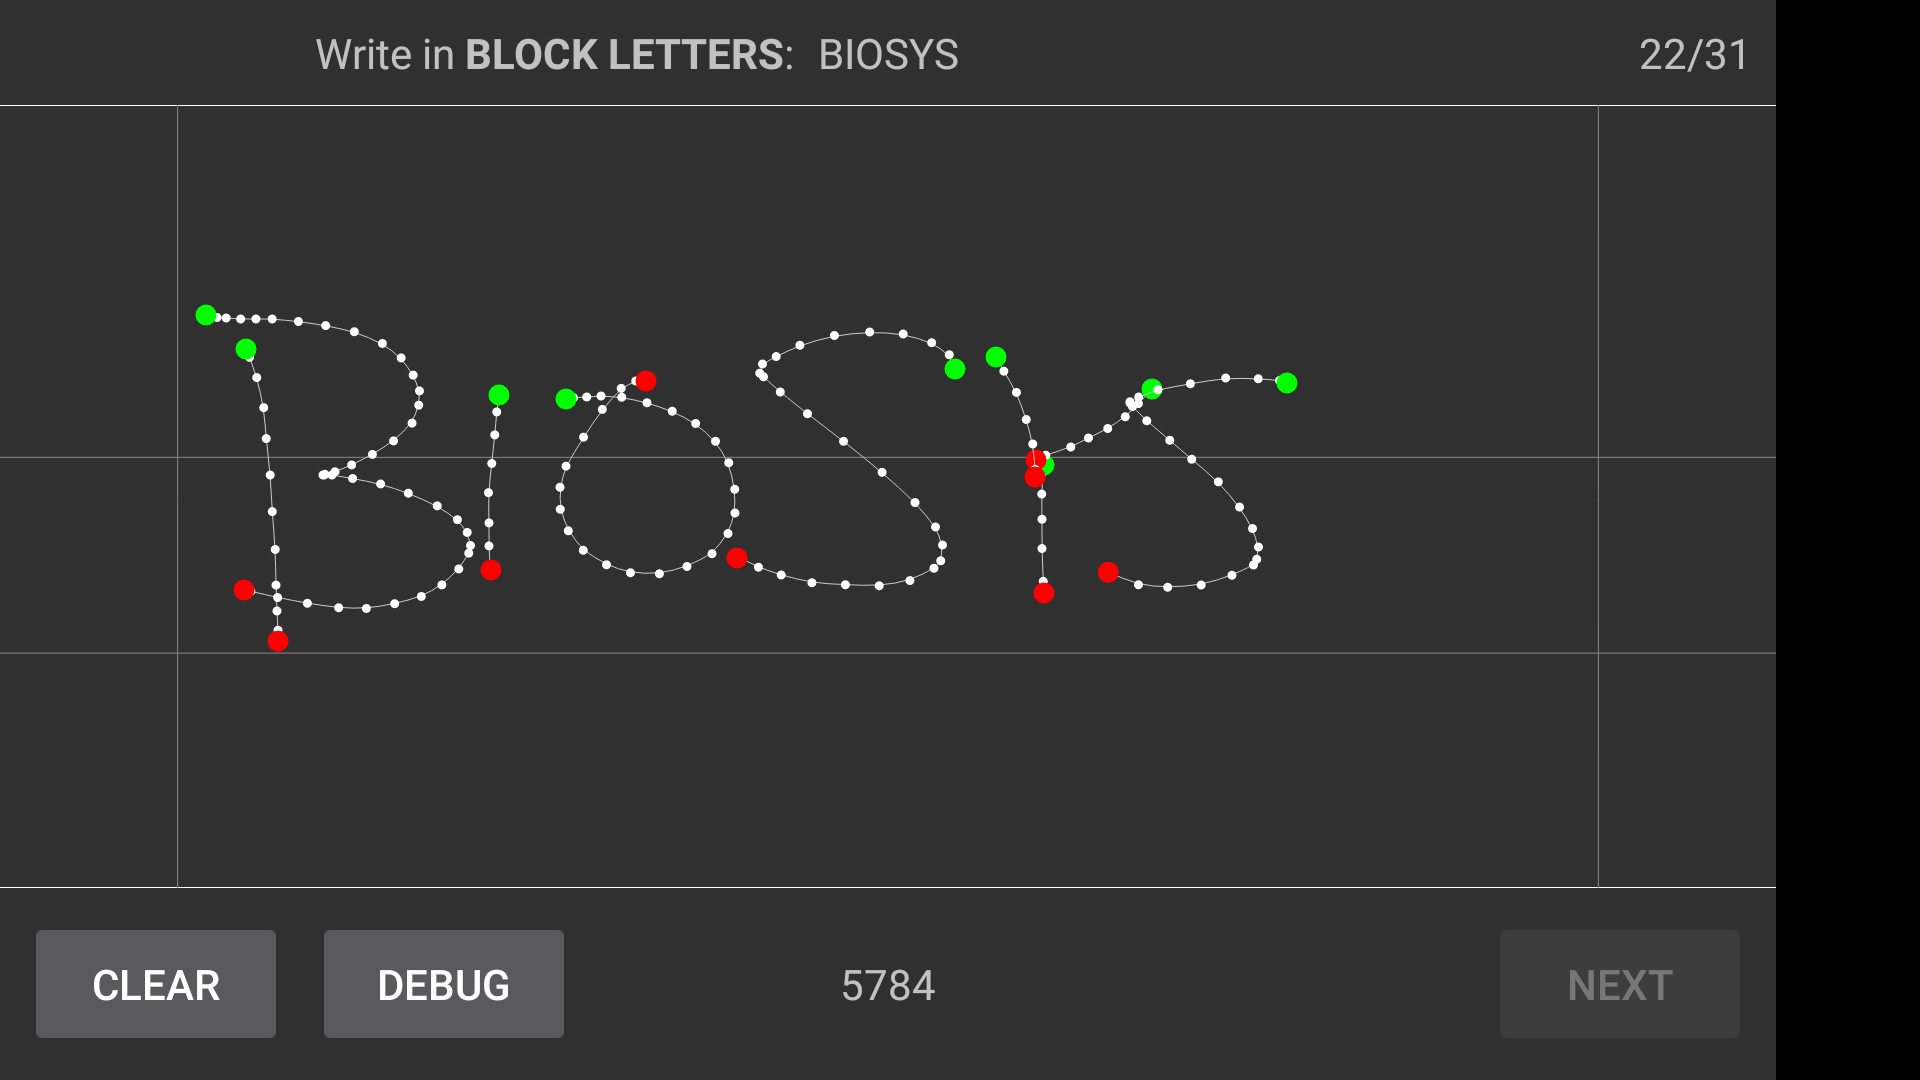 Write in BLOCK LETTERS: BIOSYS
22/31
BIOSYS
CLEAR
DEBUG
5784
NEXT